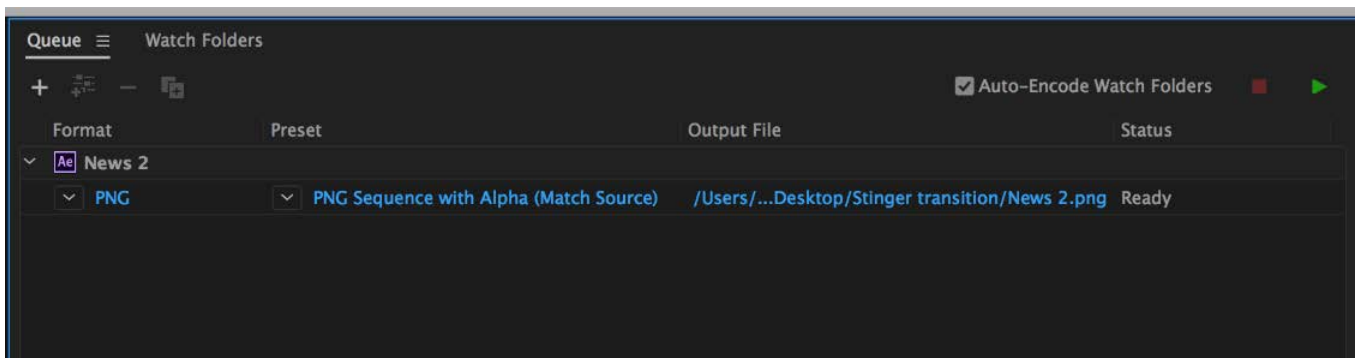 Queue Watch Folders
Auto-Encode Watch Folders
Format Preset Output File Status
Ae News 2
PNG PNG Sequence with Alpha (Match Source) /Users/...Desktop/Stinger transition/News 2.png Ready